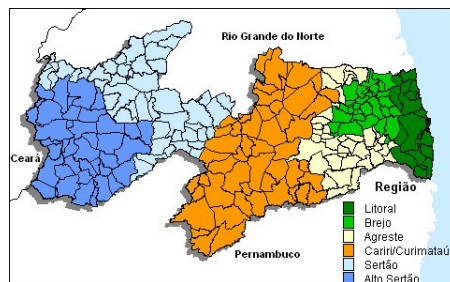 Rio Grande do Norte
Ceará
Região
Litoral
Brejo
Agreste
Cariri/Curimataú
Sertão
Alto Sertão
Pernambuco